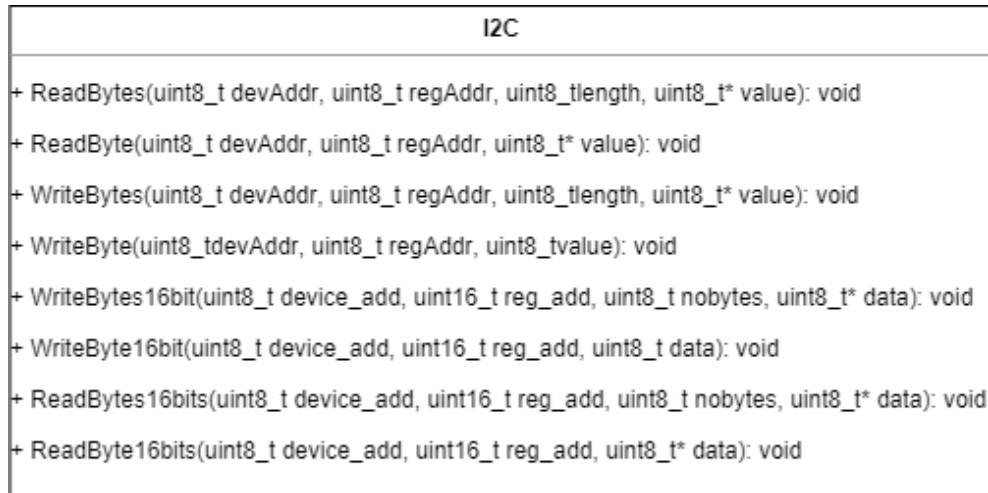 I2C
+ ReadBytes(uint8_t devAddr, uint8_t regAddr, uint8_tlength, uint8_t* value): void
+ ReadByte(uint8_t devAddr, uint8_t regAddr, uint8_t* value): void
+ WriteBytes(uint8_t devAddr, uint8_t regAddr, uint8_tlength, uint8_t* value): void
+ WriteByte(uint8_tdevAddr, uint8_t regAddr, uint8_tvalue): void
+ WriteBytes16bit(uint8_t device_add, uint16_t reg_add, uint8_t nobytes, uint8_t* data): void
+ WriteByte16bit(uint8_t device_add, uint16_t reg_add, uint8_t data): void
+ ReadBytes16bits(uint8_t device_add, uint16_t reg_add, uint8_t nobytes, uint8_t* data): void
+ ReadByte16bits(uint8_t device_add, uint16_t reg_add, uint8_t* data): void